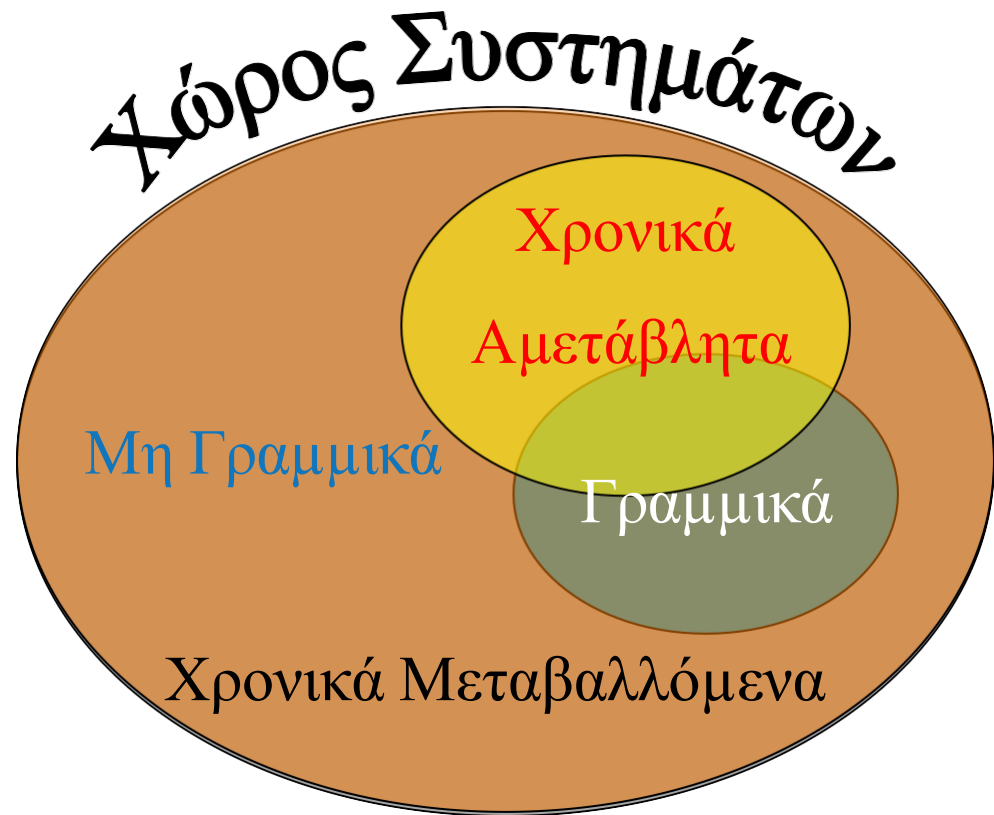 Χώρος Συστημάτων
Χρονικά
Αμετάβλητα
Μη Γραμμικά
Γραμμικά
Χρονικά Μεταβαλλόμενα